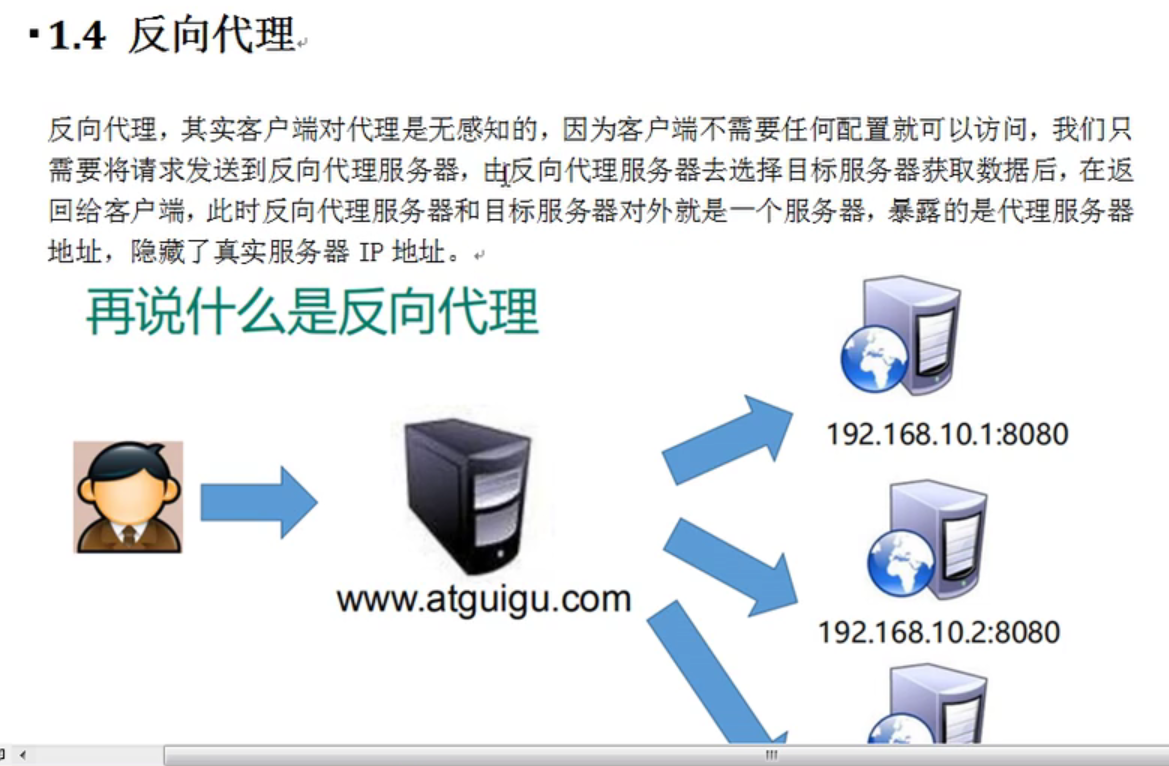 1.4 反向代理
反向代理，其实客户端对代理是无感知的，因为客户端不需要任何配置就可以访问，我们只
需要将请求发送到反向代理服务器，由反向代理服务器去选择目标服务器获取数据后，在返
回给客户端，此时反向代理服务器和目标服务器对外就是一个服务器，暴露的是代理服务器
地址，隐藏了真实服务器 IP 地址。
再说什么是反向代理
192.168.10.1:8080
www.atguigu.com
192.168.10.2:8080